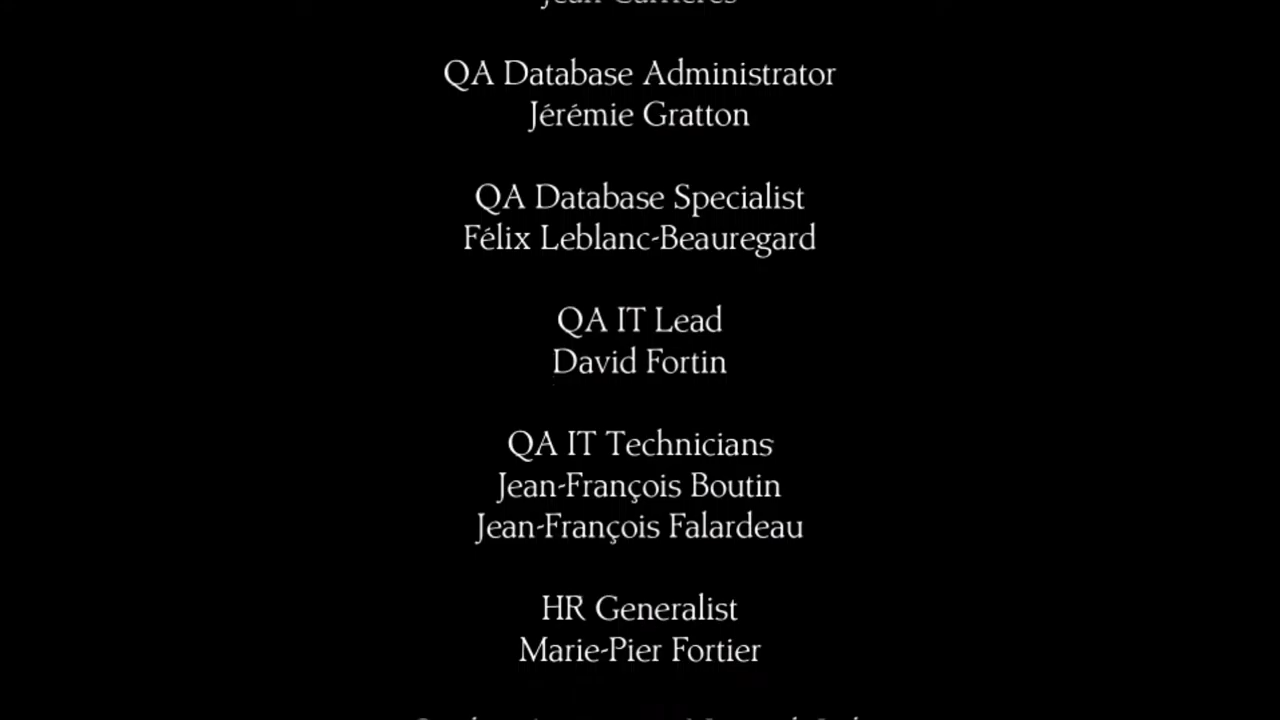 QA Database Administrator
Jérémie Gratton
QA Database Specialist
Félix Leblanc-Beauregard
QA IT Lead
David Fortin
QA IT Technicians
Jean-François Boutin
Jean-François Falardeau
HR Generalist
Marie-Pier Fortier